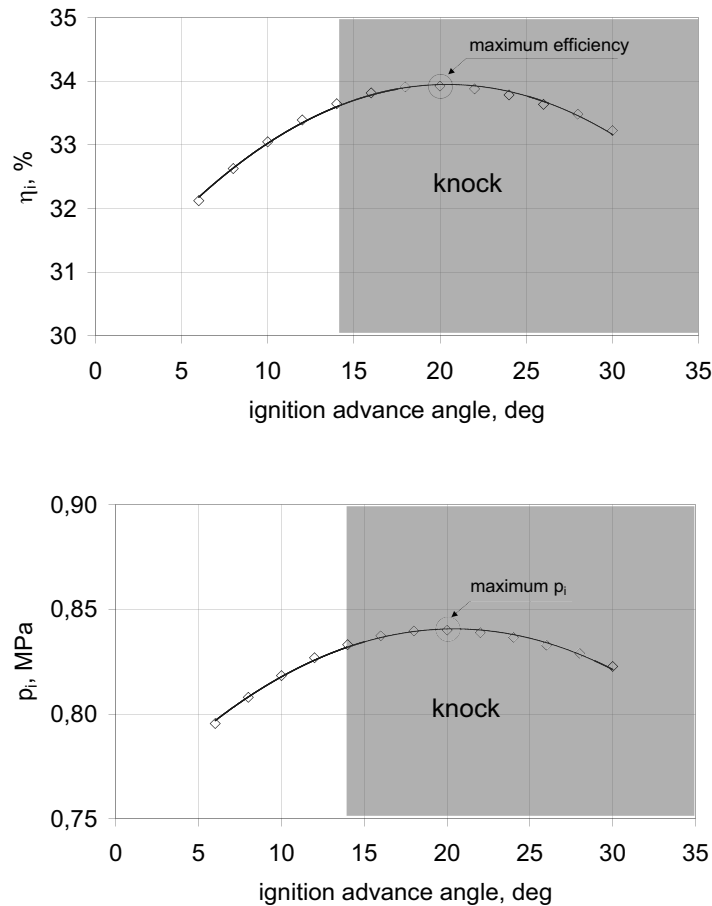 35
maximum efficiency
34
33
knock
32
31
30
0 5 10 15 20 25 30 35
ηi, %
ignition advance angle, deg
0,90
maximum pi
0,85
knock
0,80
0,75
0 5 10 15 20 25 30 35
pi, MPa
ignition advance angle, deg